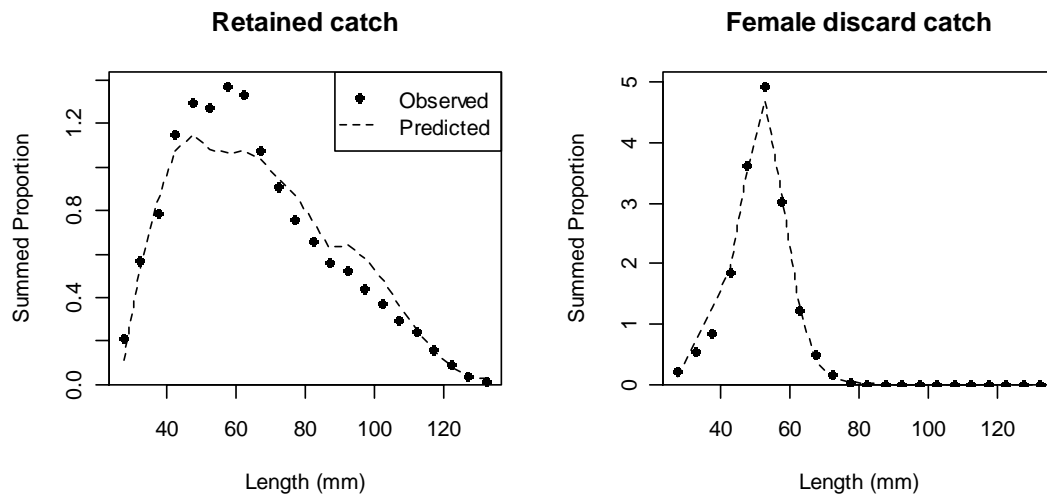 Retained catch
Female discard catch
Summed Proportion
0.0 0.4 0.8 1.2
Observed
Predicted
40 60 80 100 120
Length (mm)
Summed Proportion
0 1 2 3 4 5
40 60 80 100 120
Length (mm)